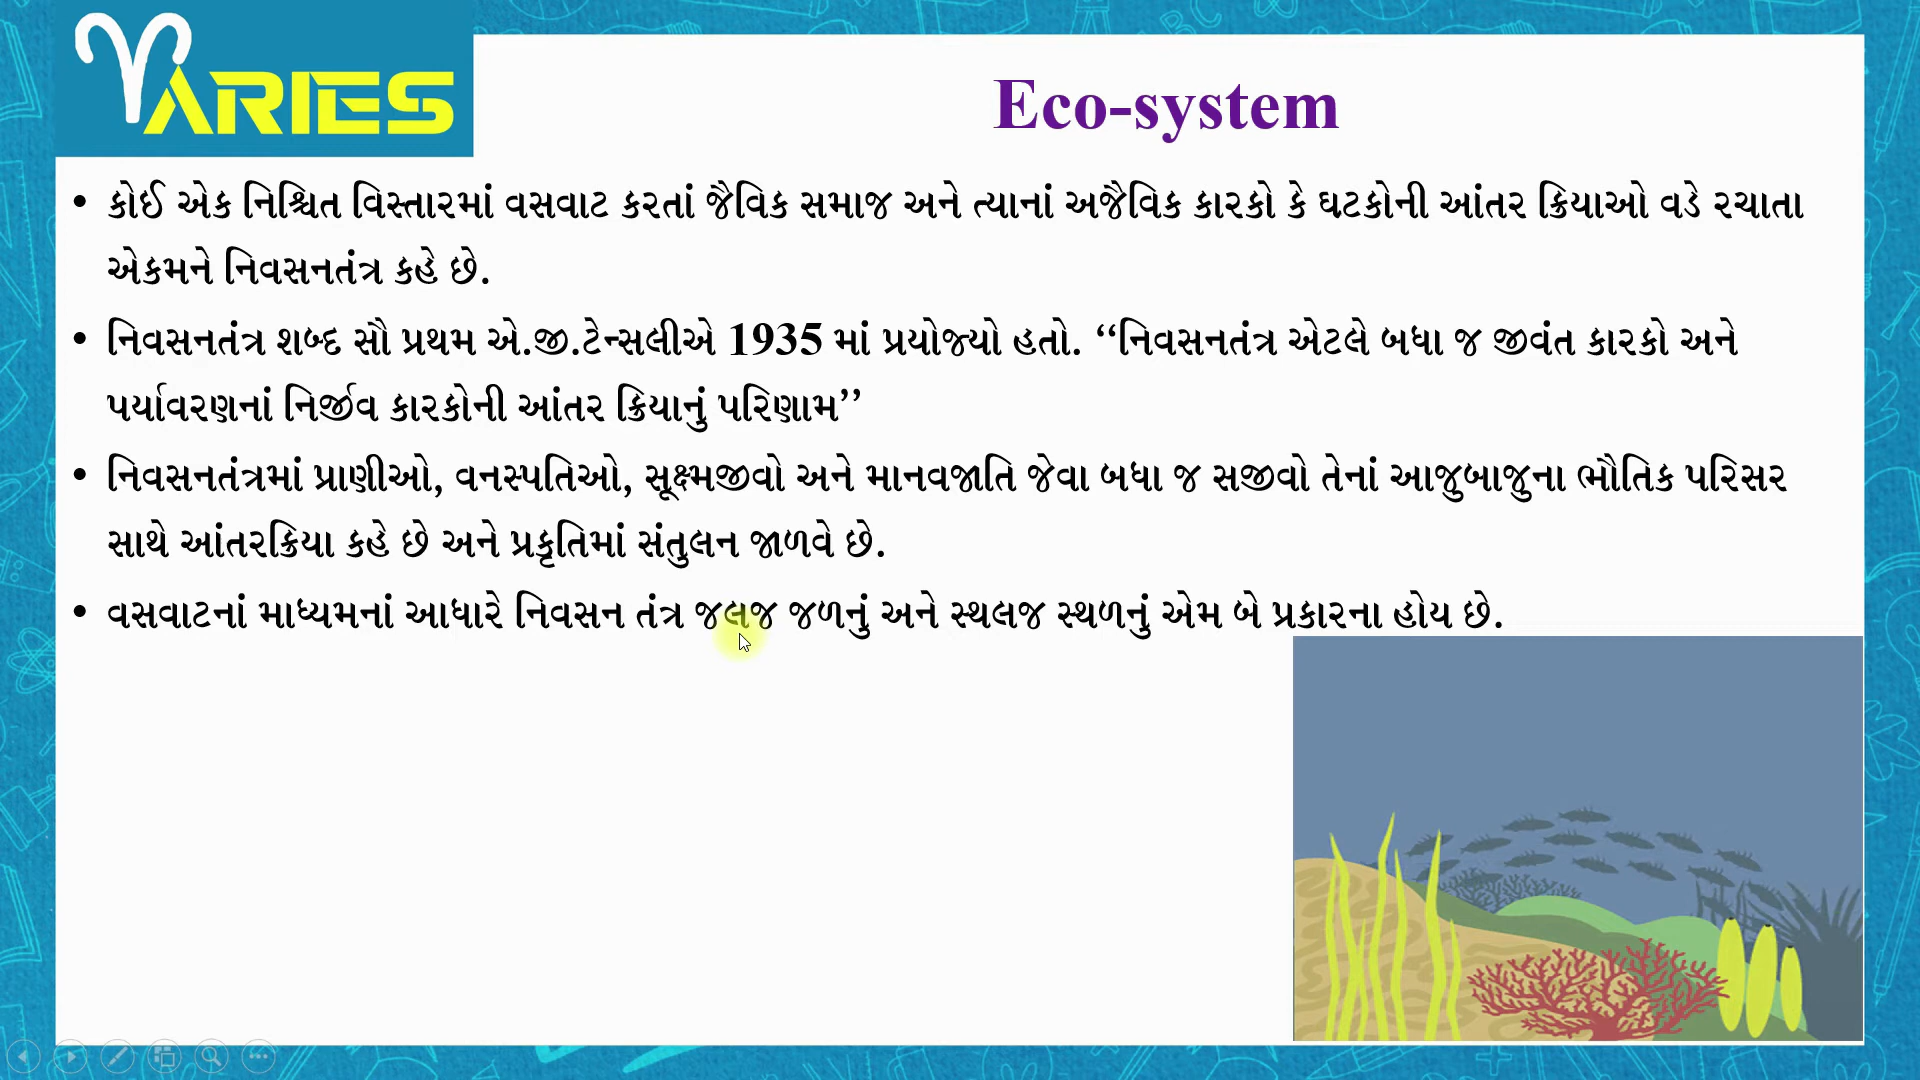 ARIES
Eco-system
• કોઈ એક નિશ્ચિત વિસ્તારમાં વસવાટ કરતાં જૈવિક સમાજ અને ત્યાનાં અજૈવિક કારકો કે ઘટકોની આંતર ક્રિયાઓ વડે રચાતા
એકમને નિવસનતંત્ર કહે છે.
• નિવસનતંત્ર શબ્દ સૌ પ્રથમ એ.જી.ટેન્સલીએ 1935 માં પ્રયોજ્યો હતો. “નિવસનતંત્ર એટલે બધા જ જીવંત કારકો અને
પર્યાવરણનાં નિર્જીવ કારકોની આંતર ક્રિયાનું પરિણામ”
• નિવસનતંત્રમાં પ્રાણીઓ, વનસ્પતિઓ, સૂક્ષ્મજીવો અને માનવજાતિ જેવા બધા જ સજીવો તેનાં આજુબાજુના ભૌતિક પરિસર
સાથે આંતરક્રિયા કહે છે અને પ્રકૃતિમાં સંતુલન જાળવે છે.
• વસવાટનાં માધ્યમનાં આધારે નિવસન તંત્ર જલજ જળનું અને સ્થલજ સ્થળનું એમ બે પ્રકારના હોય છે.